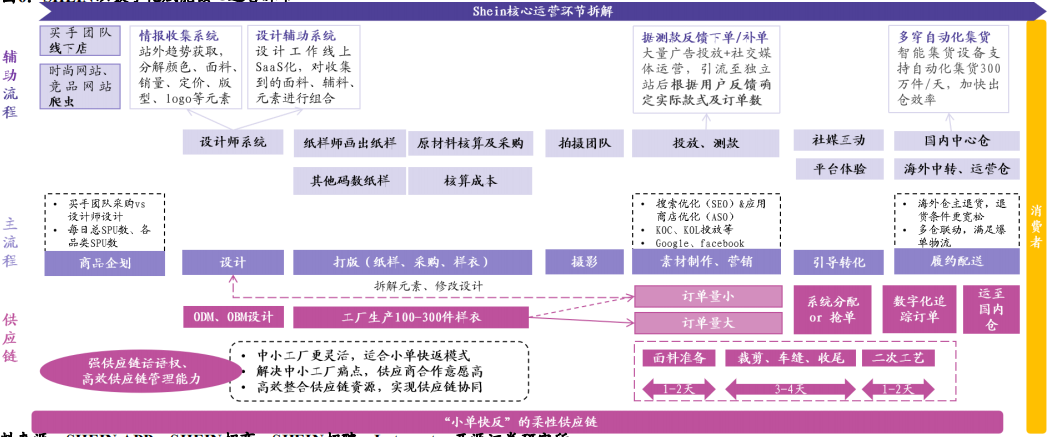 Shein核心运营环节拆解
辅助流程
买手团队
线下店
时尚网站、
竞品网站
爬虫
情报收集系统
站外趋势获取，
分解颜色、面料、
销量、定价、版
型、logo等元素
设计辅助系统
设计工作线上
SaaS化，对收集
到的面料、辅料、
元素进行组合
据测款反馈下单/补单
大量广告投放+社交媒
体运营，引流至独立
站后根据用户反馈确
定实际款式及订单数
多穿自动化集货
智能集货设备支
持自动化集货300
万件/天，加快出
仓效率
设计师系统
纸样师画出纸样
原材料核算及采购
拍摄团队
投放、测款
社媒互动
国内中心仓
其他码数纸样
核算成本
平台体验
海外中转、运营仓
主流程
• 买手团队采购vs
设计师设计
• 每日总SPU数、各
品类SPU数
• 搜索优化（SEO）&应用
商店优化（ASO）
• KOC、KOL投放等
• Google、facebook
• 海外仓主退货，退
货条件更宽松
• 多仓联动，满足爆
单物流
商品企划
设计
打版（纸样、采购、样衣）
摄影
素材制作、营销
引导转化
履约配送
消费者
拆解元素、修改设计
供应链
ODM、OBM设计
工厂生产100-300件样衣
订单量小
订单量大
系统分配
or 抢单
数字化追
踪订单
运至
国内
仓
强供应链话语权、
高效供应链管理能力
• 中小工厂更灵活，适合小单快返模式
• 解决中小工厂痛点，供应商合作意愿高
• 高效整合供应链资源，实现供应链协同
面料准备
裁剪、车缝、收尾
二次工艺
1-2天
3-4天
1-2天
“小单快反”的柔性供应链